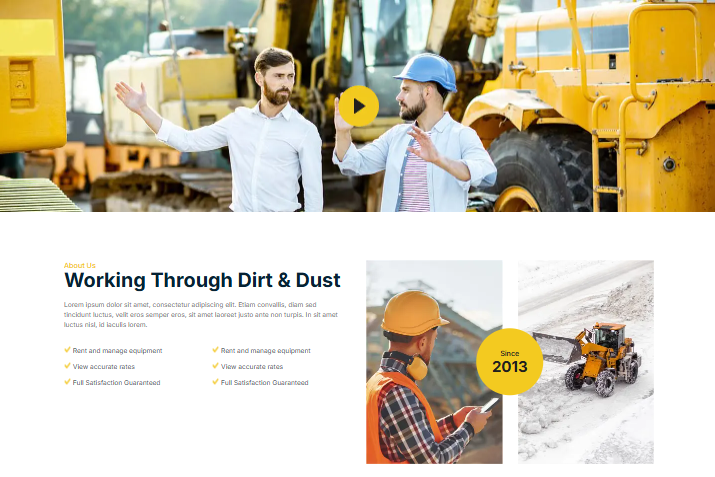 About Us
Working Through Dirt & Dust
Lorem ipsum dolor sit amet, consectetur adipiscing elit. Etiam convallis, diam sed
tincidunt luctus, velit eros semper eros, sit amet laoreet justo ante non turpis. In sit amet
luctus nisl, id iaculis lorem.
Rent and manage equipment
View accurate rates
Full Satisfaction Guaranteed
Rent and manage equipment
View accurate rates
Full Satisfaction Guaranteed
Since
2013